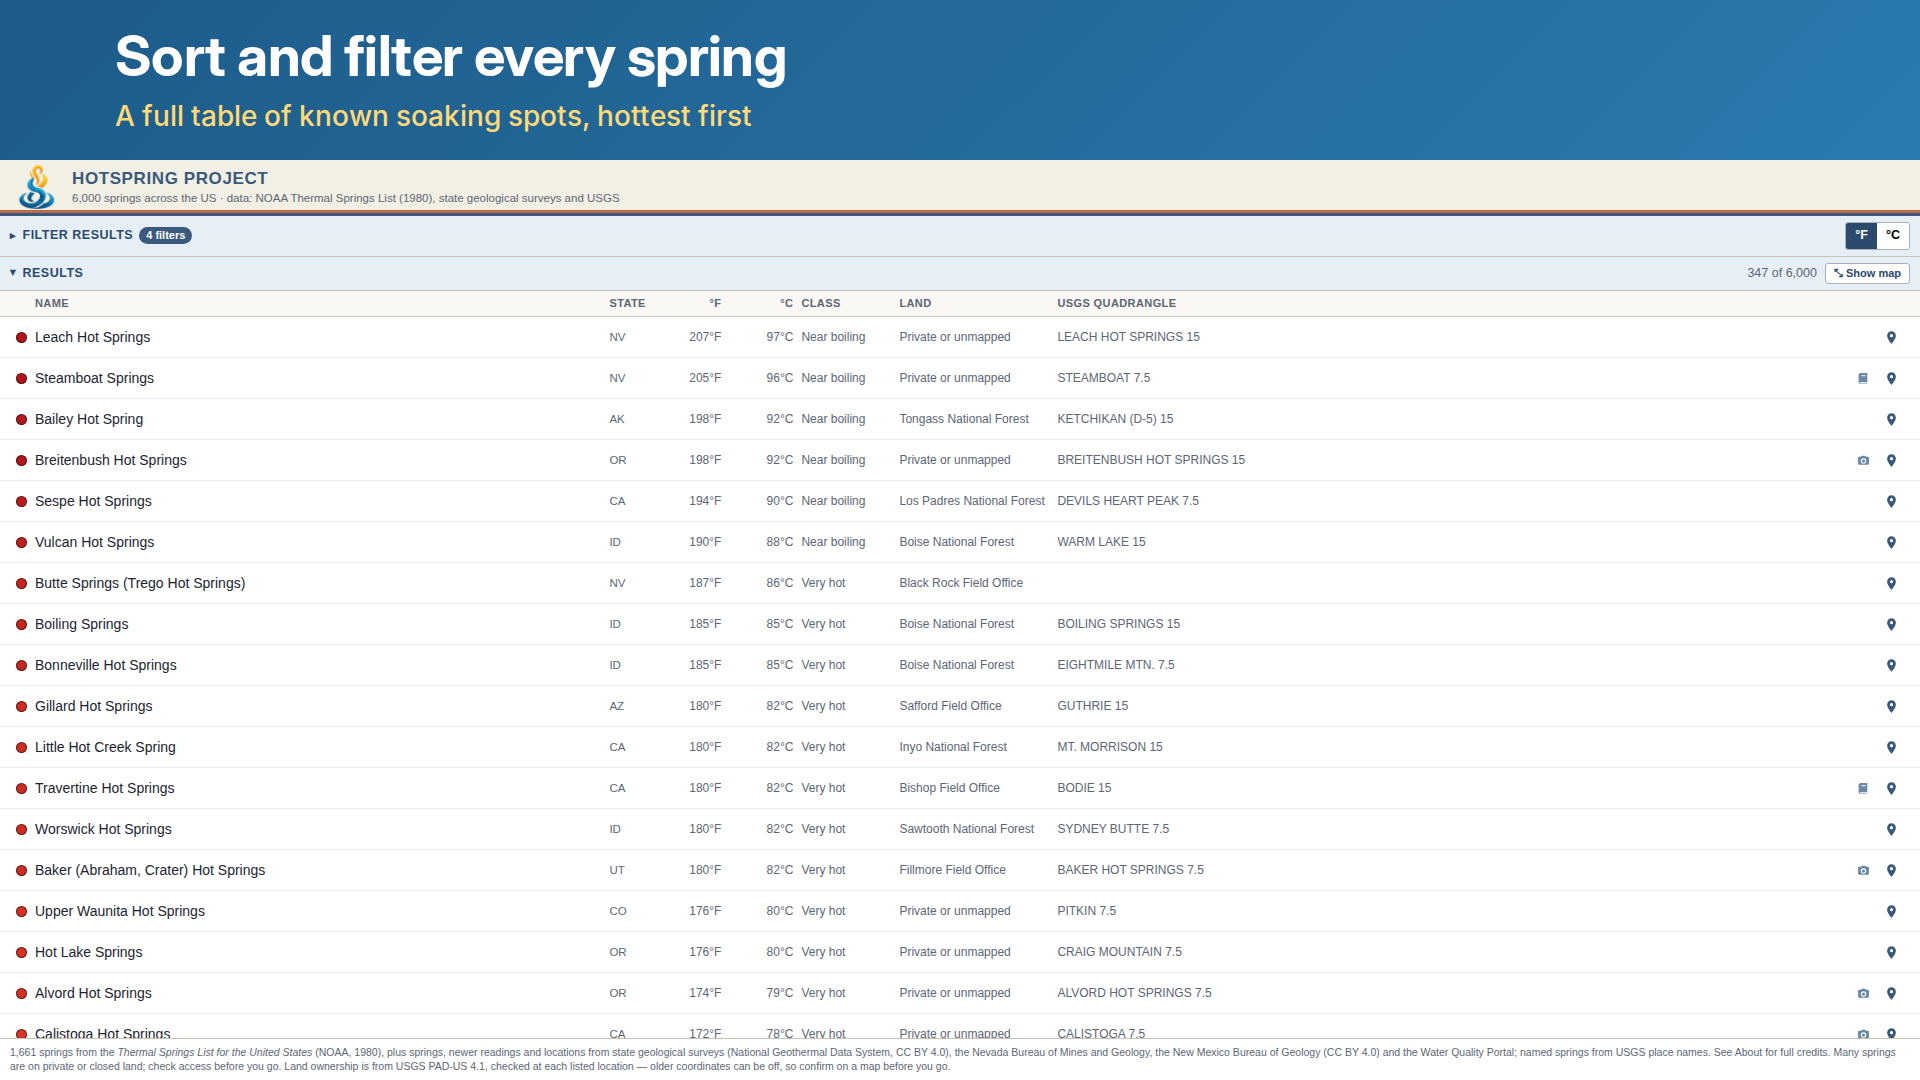 Sort and filter every spring
A full table of known soaking spots, hottest first
HOTSPRING PROJECT
6,000 springs across the US · data: NOAA Thermal Springs List (1980), state geological surveys and USGS
▸ FILTER RESULTS 4 filters °F °C
▾ RESULTS 347 of 6,000 Show map
NAME STATE °F °C CLASS LAND USGS QUADRANGLE
Leach Hot Springs NV 207°F 97°C Near boiling Private or unmapped LEACH HOT SPRINGS 15
Steamboat Springs NV 205°F 96°C Near boiling Private or unmapped STEAMBOAT 7.5
Bailey Hot Spring AK 198°F 92°C Near boiling Tongass National Forest KETCHIKAN (D-5) 15
Breitenbush Hot Springs OR 198°F 92°C Near boiling Private or unmapped BREITENBUSH HOT SPRINGS 15
Sespe Hot Springs CA 194°F 90°C Near boiling Los Padres National Forest DEVILS HEART PEAK 7.5
Vulcan Hot Springs ID 190°F 88°C Near boiling Boise National Forest WARM LAKE 15
Butte Springs (Trego Hot Springs) NV 187°F 86°C Very hot Black Rock Field Office
Boiling Springs ID 185°F 85°C Very hot Boise National Forest BOILING SPRINGS 15
Bonneville Hot Springs ID 185°F 85°C Very hot Boise National Forest EIGHTMILE MTN. 7.5
Gillard Hot Springs AZ 180°F 82°C Very hot Safford Field Office GUTHRIE 15
Little Hot Creek Spring CA 180°F 82°C Very hot Inyo National Forest MT. MORRISON 15
Travertine Hot Springs CA 180°F 82°C Very hot Bishop Field Office BODIE 15
Worswick Hot Springs ID 180°F 82°C Very hot Sawtooth National Forest SYDNEY BUTTE 7.5
Baker (Abraham, Crater) Hot Springs UT 180°F 82°C Very hot Fillmore Field Office BAKER HOT SPRINGS 7.5
Upper Waunita Hot Springs CO 176°F 80°C Very hot Private or unmapped PITKIN 7.5
Hot Lake Springs OR 176°F 80°C Very hot Private or unmapped CRAIG MOUNTAIN 7.5
Alvord Hot Springs OR 174°F 79°C Very hot Private or unmapped ALVORD HOT SPRINGS 7.5
Calistoga Hot Springs CA 172°F 78°C Very hot Private or unmapped CALISTOGA 7.5
1,661 springs from the Thermal Springs List for the United States (NOAA, 1980), plus springs, newer readings and locations from state geological surveys (National Geothermal Data System, CC BY 4.0), the Nevada Bureau of Mines and Geology, the New Mexico Bureau of Geology (CC BY 4.0) and the Water Quality Portal; named springs from USGS place names. See About for full credits. Many springs
are on private or closed land; check access before you go. Land ownership is from USGS PAD-US 4.1, checked at each listed location — older coordinates can be off, so confirm on a map before you go.